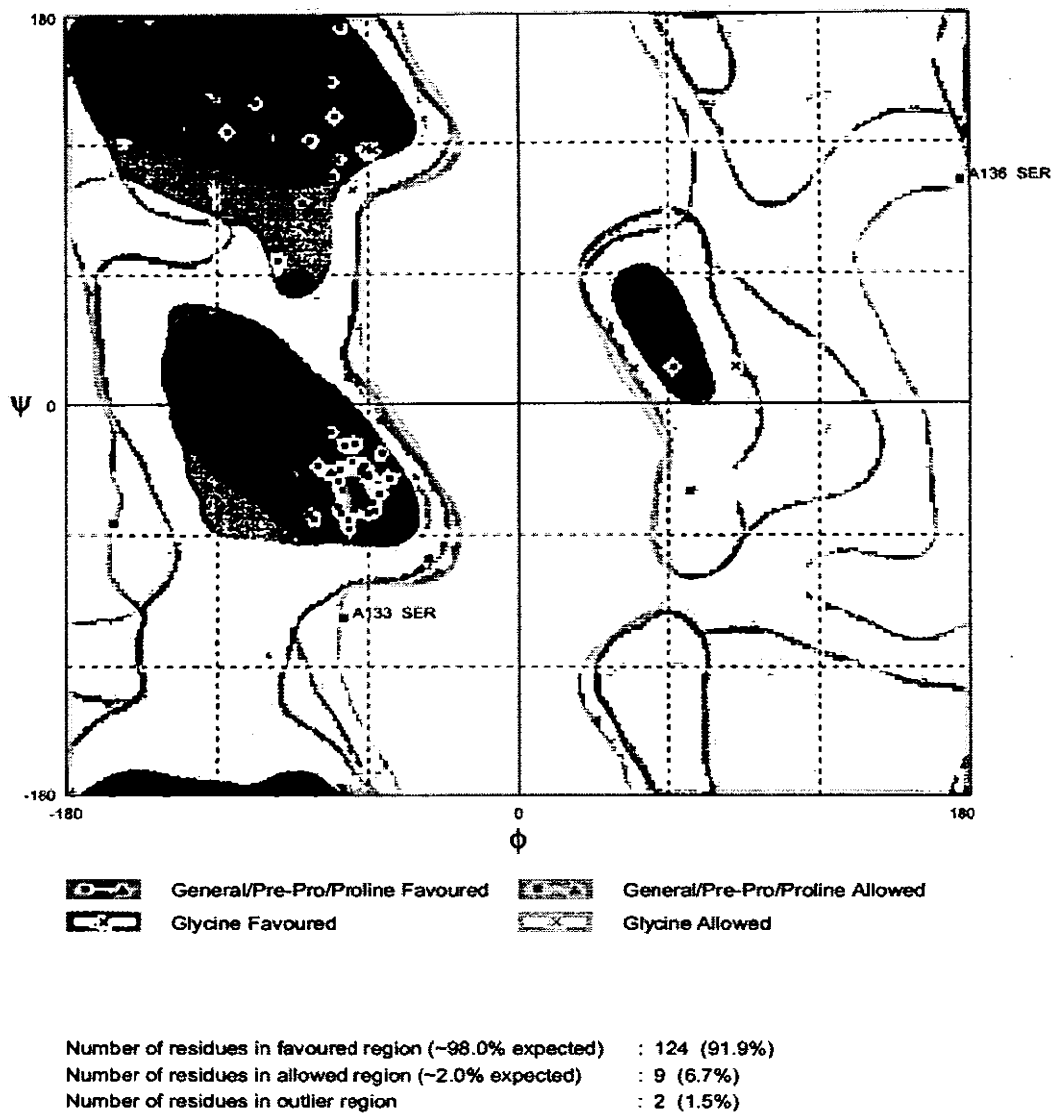 180
A136 SER
Ψ 0
A133 SER
-180
-180 0 180
Φ
General/Pre-Pro/Proline Favoured General/Pre-Pro/Proline Allowed
Glycine Favoured Glycine Allowed
Number of residues in favoured region (~98.0% expected) : 124 (91.9%)
Number of residues in allowed region (~2.0% expected) : 9 (6.7%)
Number of residues in outlier region : 2 (1.5%)